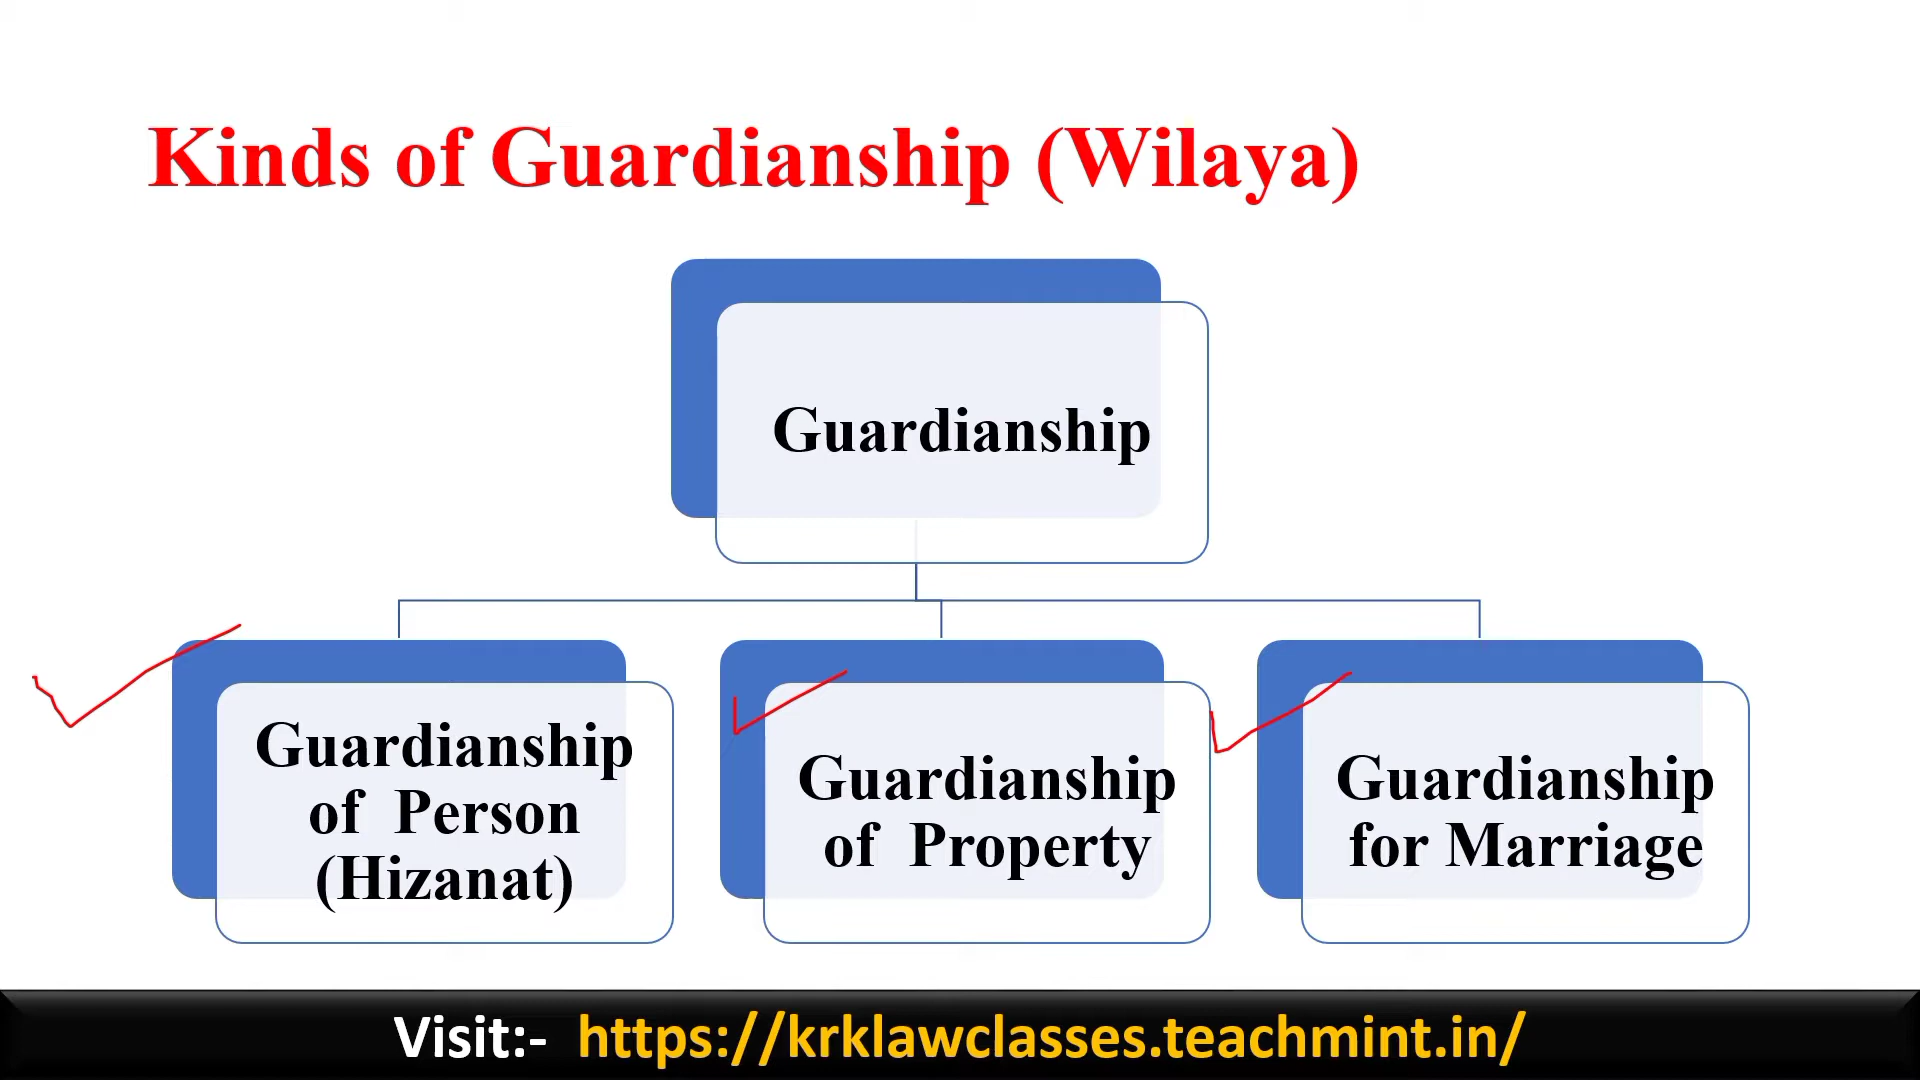 Kinds of Guardianship (Wilaya)
Guardianship
Guardianship
of Person
(Hizanat)
Guardianship
of Property
Guardianship
for Marriage
Visit:- https://krklawclasses.teachmint.in/